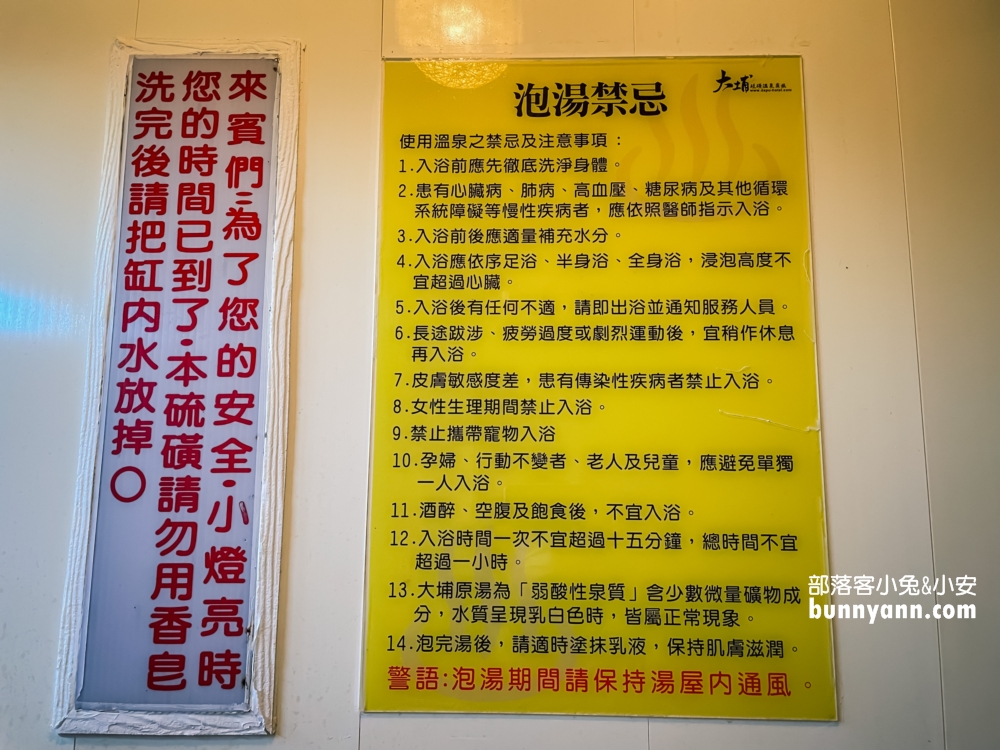 來賓們:為了您的安全·小燈亮時
您的時間已到了·本硫磺請勿用香皂
洗完後請把缸內水放掉〇
泡湯禁忌
大埔
使用溫泉之禁忌及注意事項：
1.入浴前應先徹底洗淨身體。
2.患有心臟病、肺病、高血壓、糖尿病及其他循環
系統障礙等慢性疾病者，應依照醫師指示入浴。
3.入浴前後應適量補充水分。
4.入浴應依序足浴、半身浴、全身浴，浸泡高度不
宜超過心臟。
5.入浴後有任何不適，請即出浴並通知服務人員。
6.長途跋涉、疲勞過度或劇烈運動後，宜稍作休息
再入浴。
7.皮膚敏感度差，患有傳染性疾病者禁止入浴。
8.女性生理期間禁止入浴。
9.禁止攜帶寵物入浴
10.孕婦、行動不變者、老人及兒童，應避免單獨
一人入浴。
11.酒醉、空腹及飽食後，不宜入浴。
12.入浴時間一次不宜超過十五分鐘，總時間不宜
超過一小時。
13.大埔原湯為「弱酸性泉質」含少數微量礦物成
分，水質呈現乳白色時，皆屬正常現象。
14.泡完湯後，請適時塗抹乳液，保持肌膚滋潤。
警語:泡湯期間請保持湯屋內通風。
部落客小兔&小安
bunnyann.com